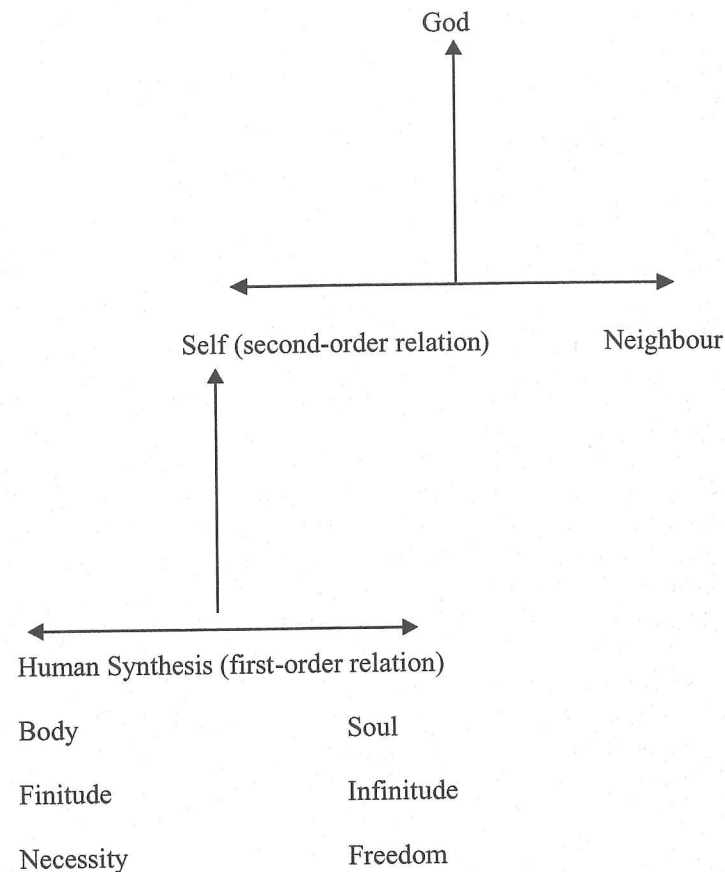 God
Self (second-order relation) Neighbour
Human Synthesis (first-order relation)
Body Soul
Finitude Infinitude
Necessity Freedom